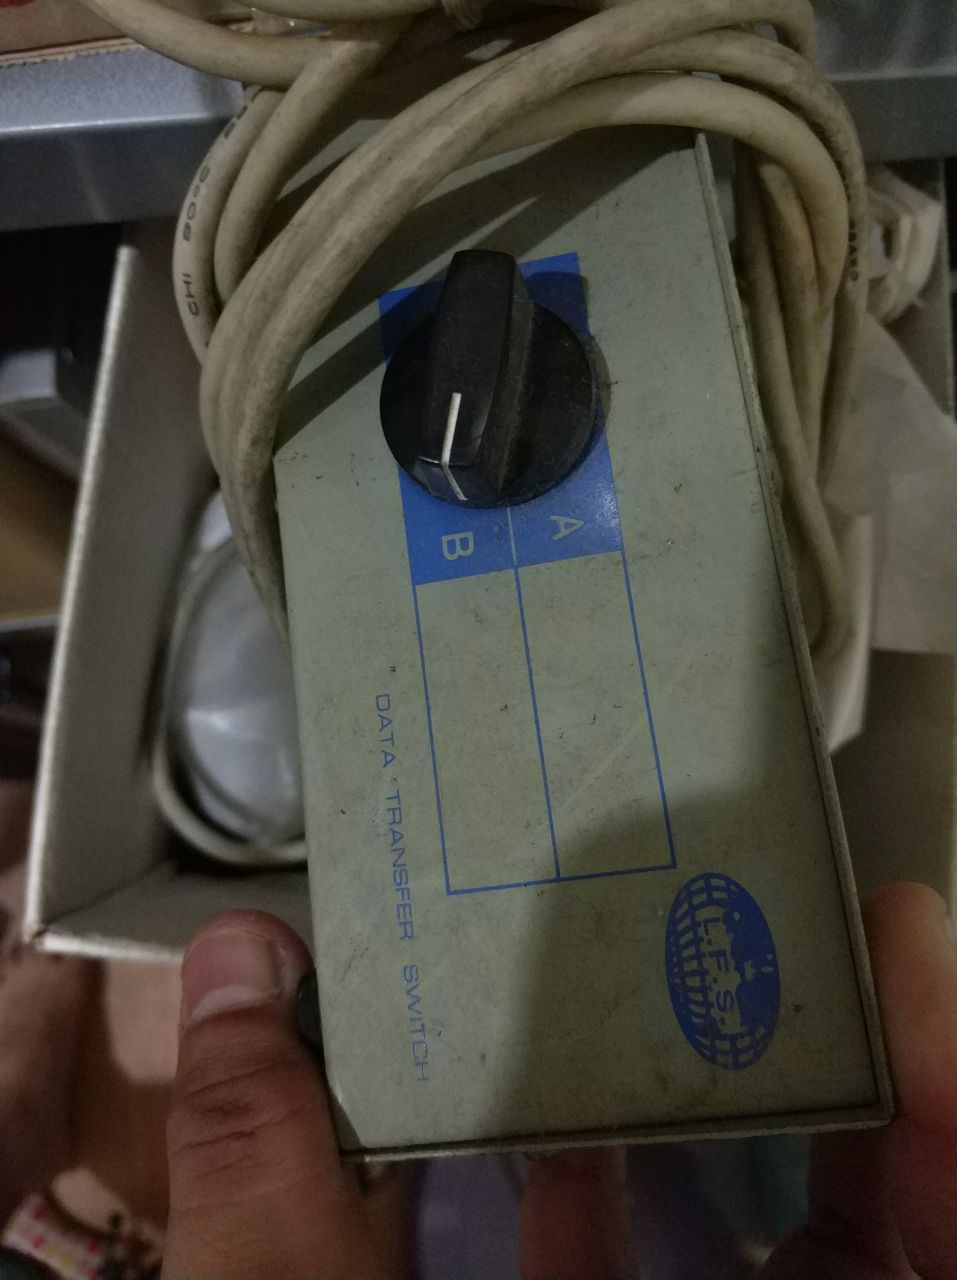 A
B
DATA TRANSFER SWITCH
L.F.S.